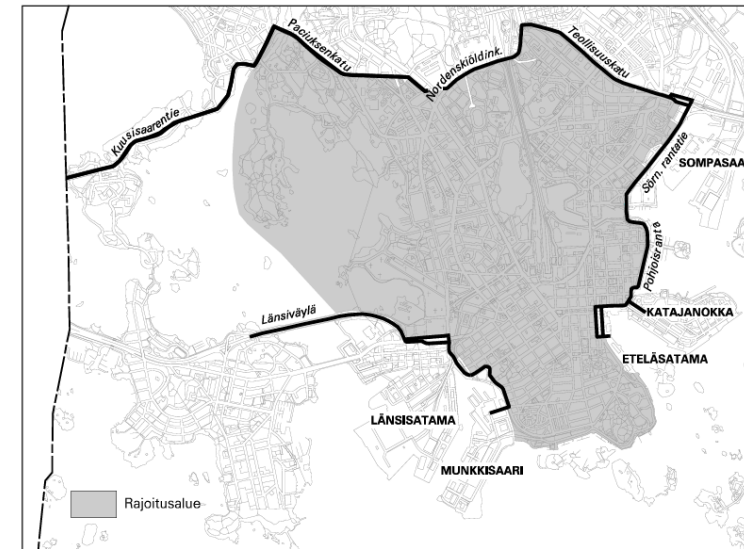 Paciuksenkatu
Nordenskiöldink.
Teollisuuskatu
Kuusisaarentie
SOMPASAA
Sörn. rantatie
Pohjoisranta
Länsiväylä
KATAJANOKKA
ETELÄSATAMA
LÄNSISATAMA
MUNKKISAARI
Rajoitusalue